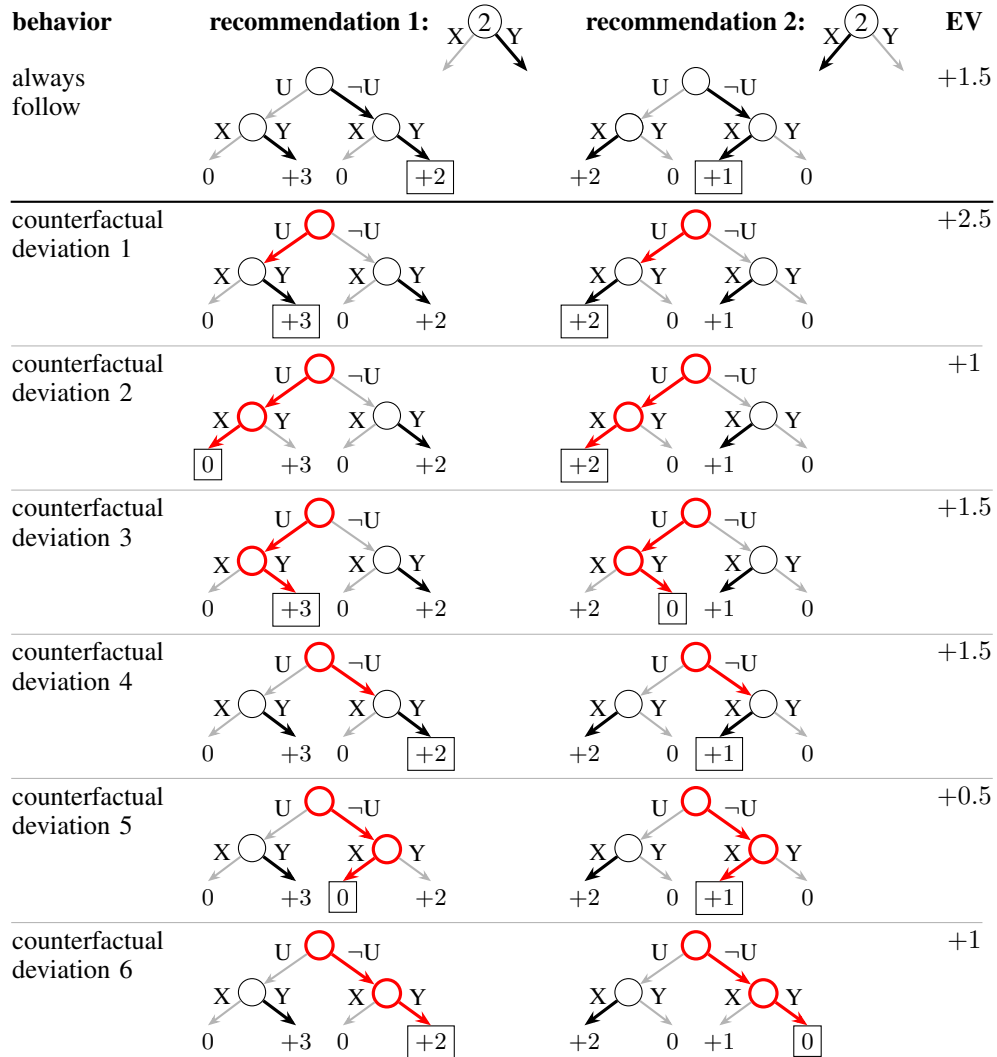 behavior recommendation 1: 2 X Y recommendation 2: 2 X Y EV
always follow +1.5
U ¬U U ¬U
X Y X Y X Y X Y
0 +3 0 +2 +2 0 +1 0
counterfactual +2.5
deviation 1
U ¬U U ¬U
X Y X Y X Y X Y
0 +3 0 +2 +2 0 +1 0
counterfactual +1
deviation 2
U ¬U U ¬U
X Y X Y X Y X Y
0 +3 0 +2 +2 0 +1 0
counterfactual +1.5
deviation 3
U ¬U U ¬U
X Y X Y X Y X Y
0 +3 0 +2 +2 0 +1 0
counterfactual +1.5
deviation 4
U ¬U U ¬U
X Y X Y X Y X Y
0 +3 0 +2 +2 0 +1 0
counterfactual +0.5
deviation 5
U ¬U U ¬U
X Y X Y X Y X Y
0 +3 0 +2 +2 0 +1 0
counterfactual +1
deviation 6
U ¬U U ¬U
X Y X Y X Y X Y
0 +3 0 +2 +2 0 +1 0